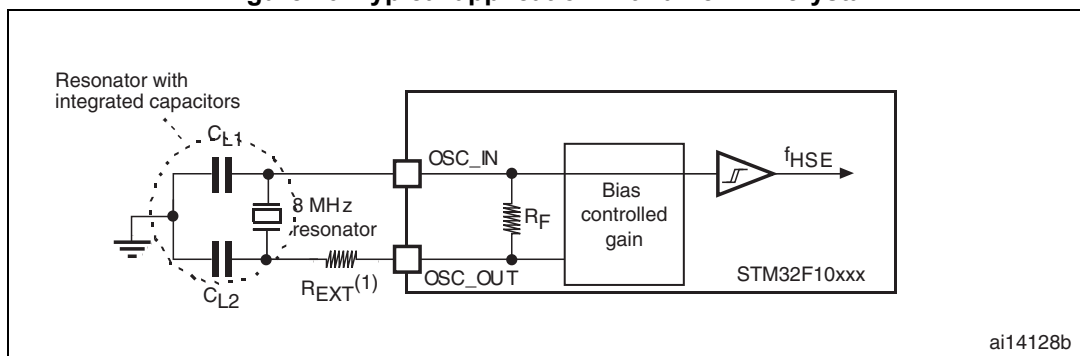 Resonator with
integrated capacitors
CL1
OSC_IN
fHSE
Bias
controlled
gain
RF
8 MHz
resonator
REXT(1)
OSC_OUT
STM32F10xxx
CL2
ai14128b